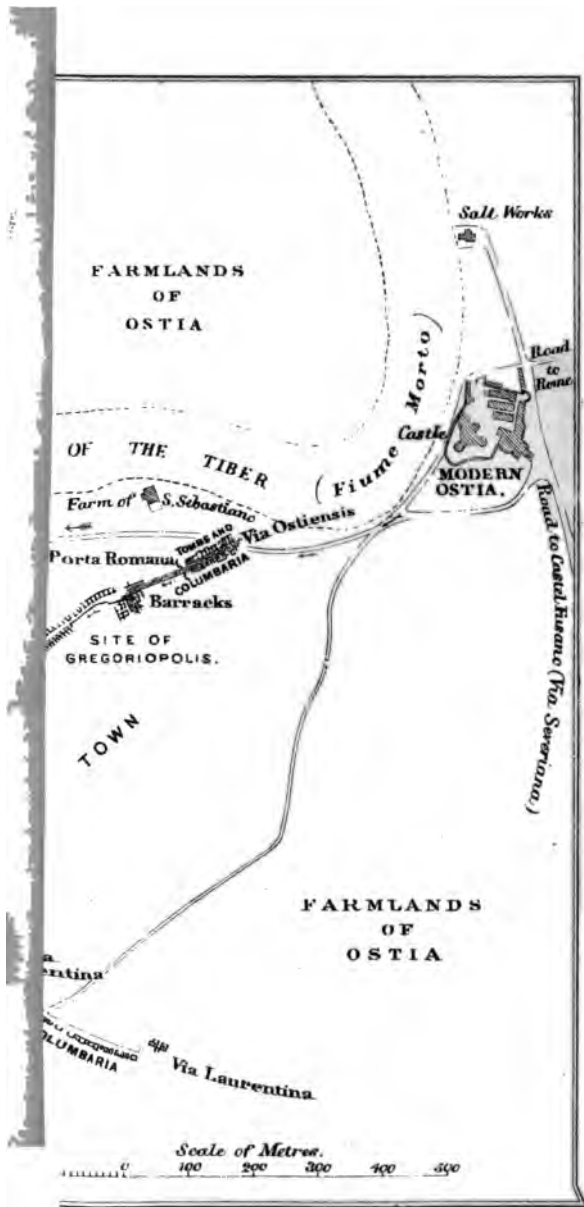 Salt Works
FARMLANDS
OF
OSTIA
Road
to
Rome
(Fiume Morto)
Castle
MODERN
OSTIA.
OF THE TIBER
Farm of S. Sebastiano
TOMBS AND
Via Ostiensis
Porta Romana
COLUMBARIA
Barracks
SITE OF
GREGORIOPOLIS.
Road to Castel Fusano (Via Severiana)
TOWN
FARMLANDS
OF
OSTIA
entina
OLUMBARIA
Via Laurentina
Scale of Metres.
0 100 200 300 400 500